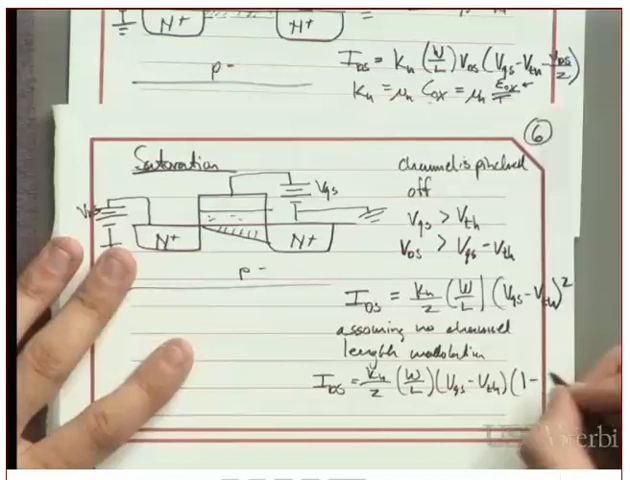 N+ N+
p-
I_DS = k_n (W/L) V_DS (V_gs - V_th - V_DS/2)
k_n = μ_n C_ox = μ_n ε_ox
6
Saturation
channel is pinched
off
V_gs
V_gs > V_th
V_DS > V_gs - V_th
N+ N+
p-
I_DS = k_n/2 (W/L) (V_gs - V_th)²
assuming no channel
length modulation
I_DS = k_n/2 (W/L) (V_gs - V_th) (1 -